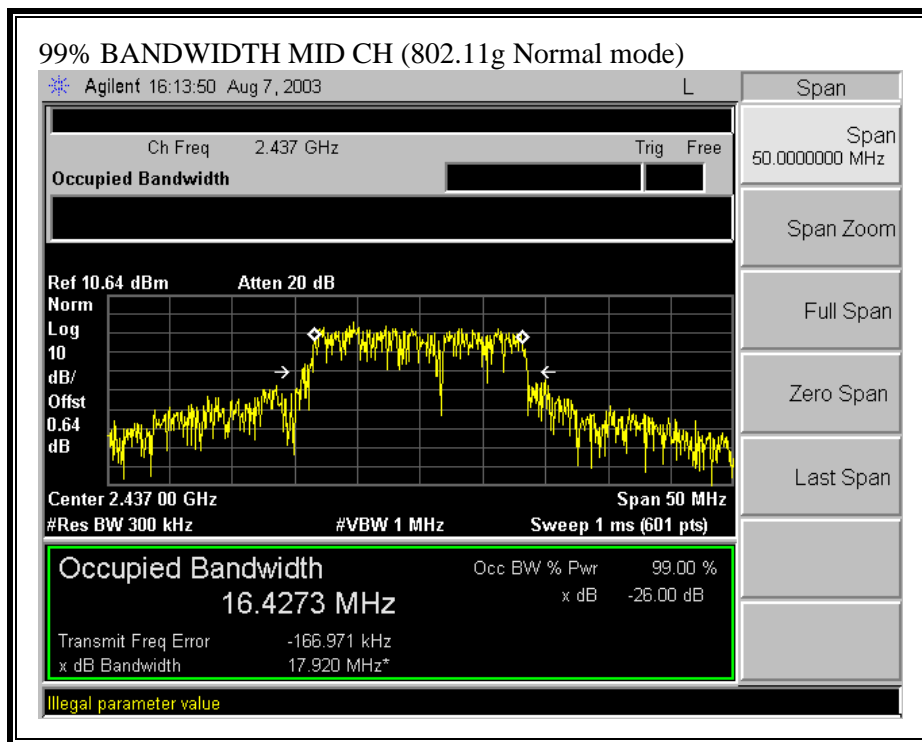 99% BANDWIDTH MID CH (802.11g Normal mode)
Agilent 16:13:50 Aug 7, 2003 L Span
Ch Freq 2.437 GHz Trig Free
Occupied Bandwidth
Span
50.0000000 MHz
Span Zoom
Full Span
Zero Span
Last Span
Ref 10.64 dBm Atten 20 dB
Norm
Log
10
dB/
Offst
0.64
dB
Center 2.437 00 GHz Span 50 MHz
#Res BW 300 kHz #VBW 1 MHz Sweep 1 ms (601 pts)
Occupied Bandwidth Occ BW % Pwr 99.00 %
16.4273 MHz x dB -26.00 dB
Transmit Freq Error -166.971 kHz
x dB Bandwidth 17.920 MHz*
Illegal parameter value